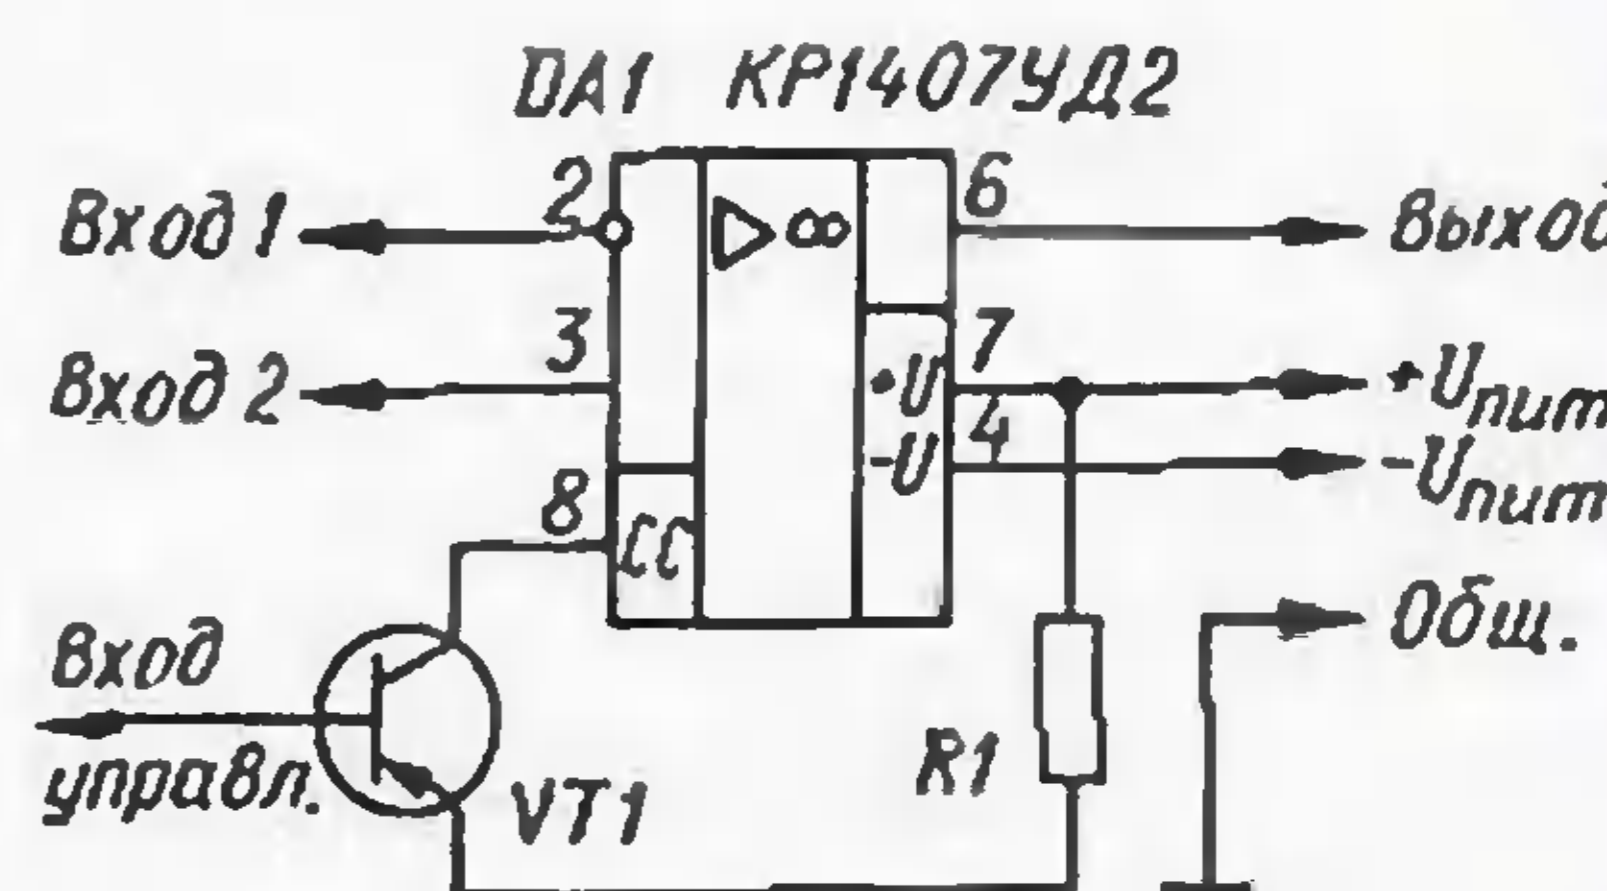 DA1 КР1407УД2
Вход 1
2
▷ ∞
6
Выход
Вход 2
3
+U
7
+Uпит
-U
4
-Uпит
8
СС
Общ.
Вход
управл.
VT1
R1